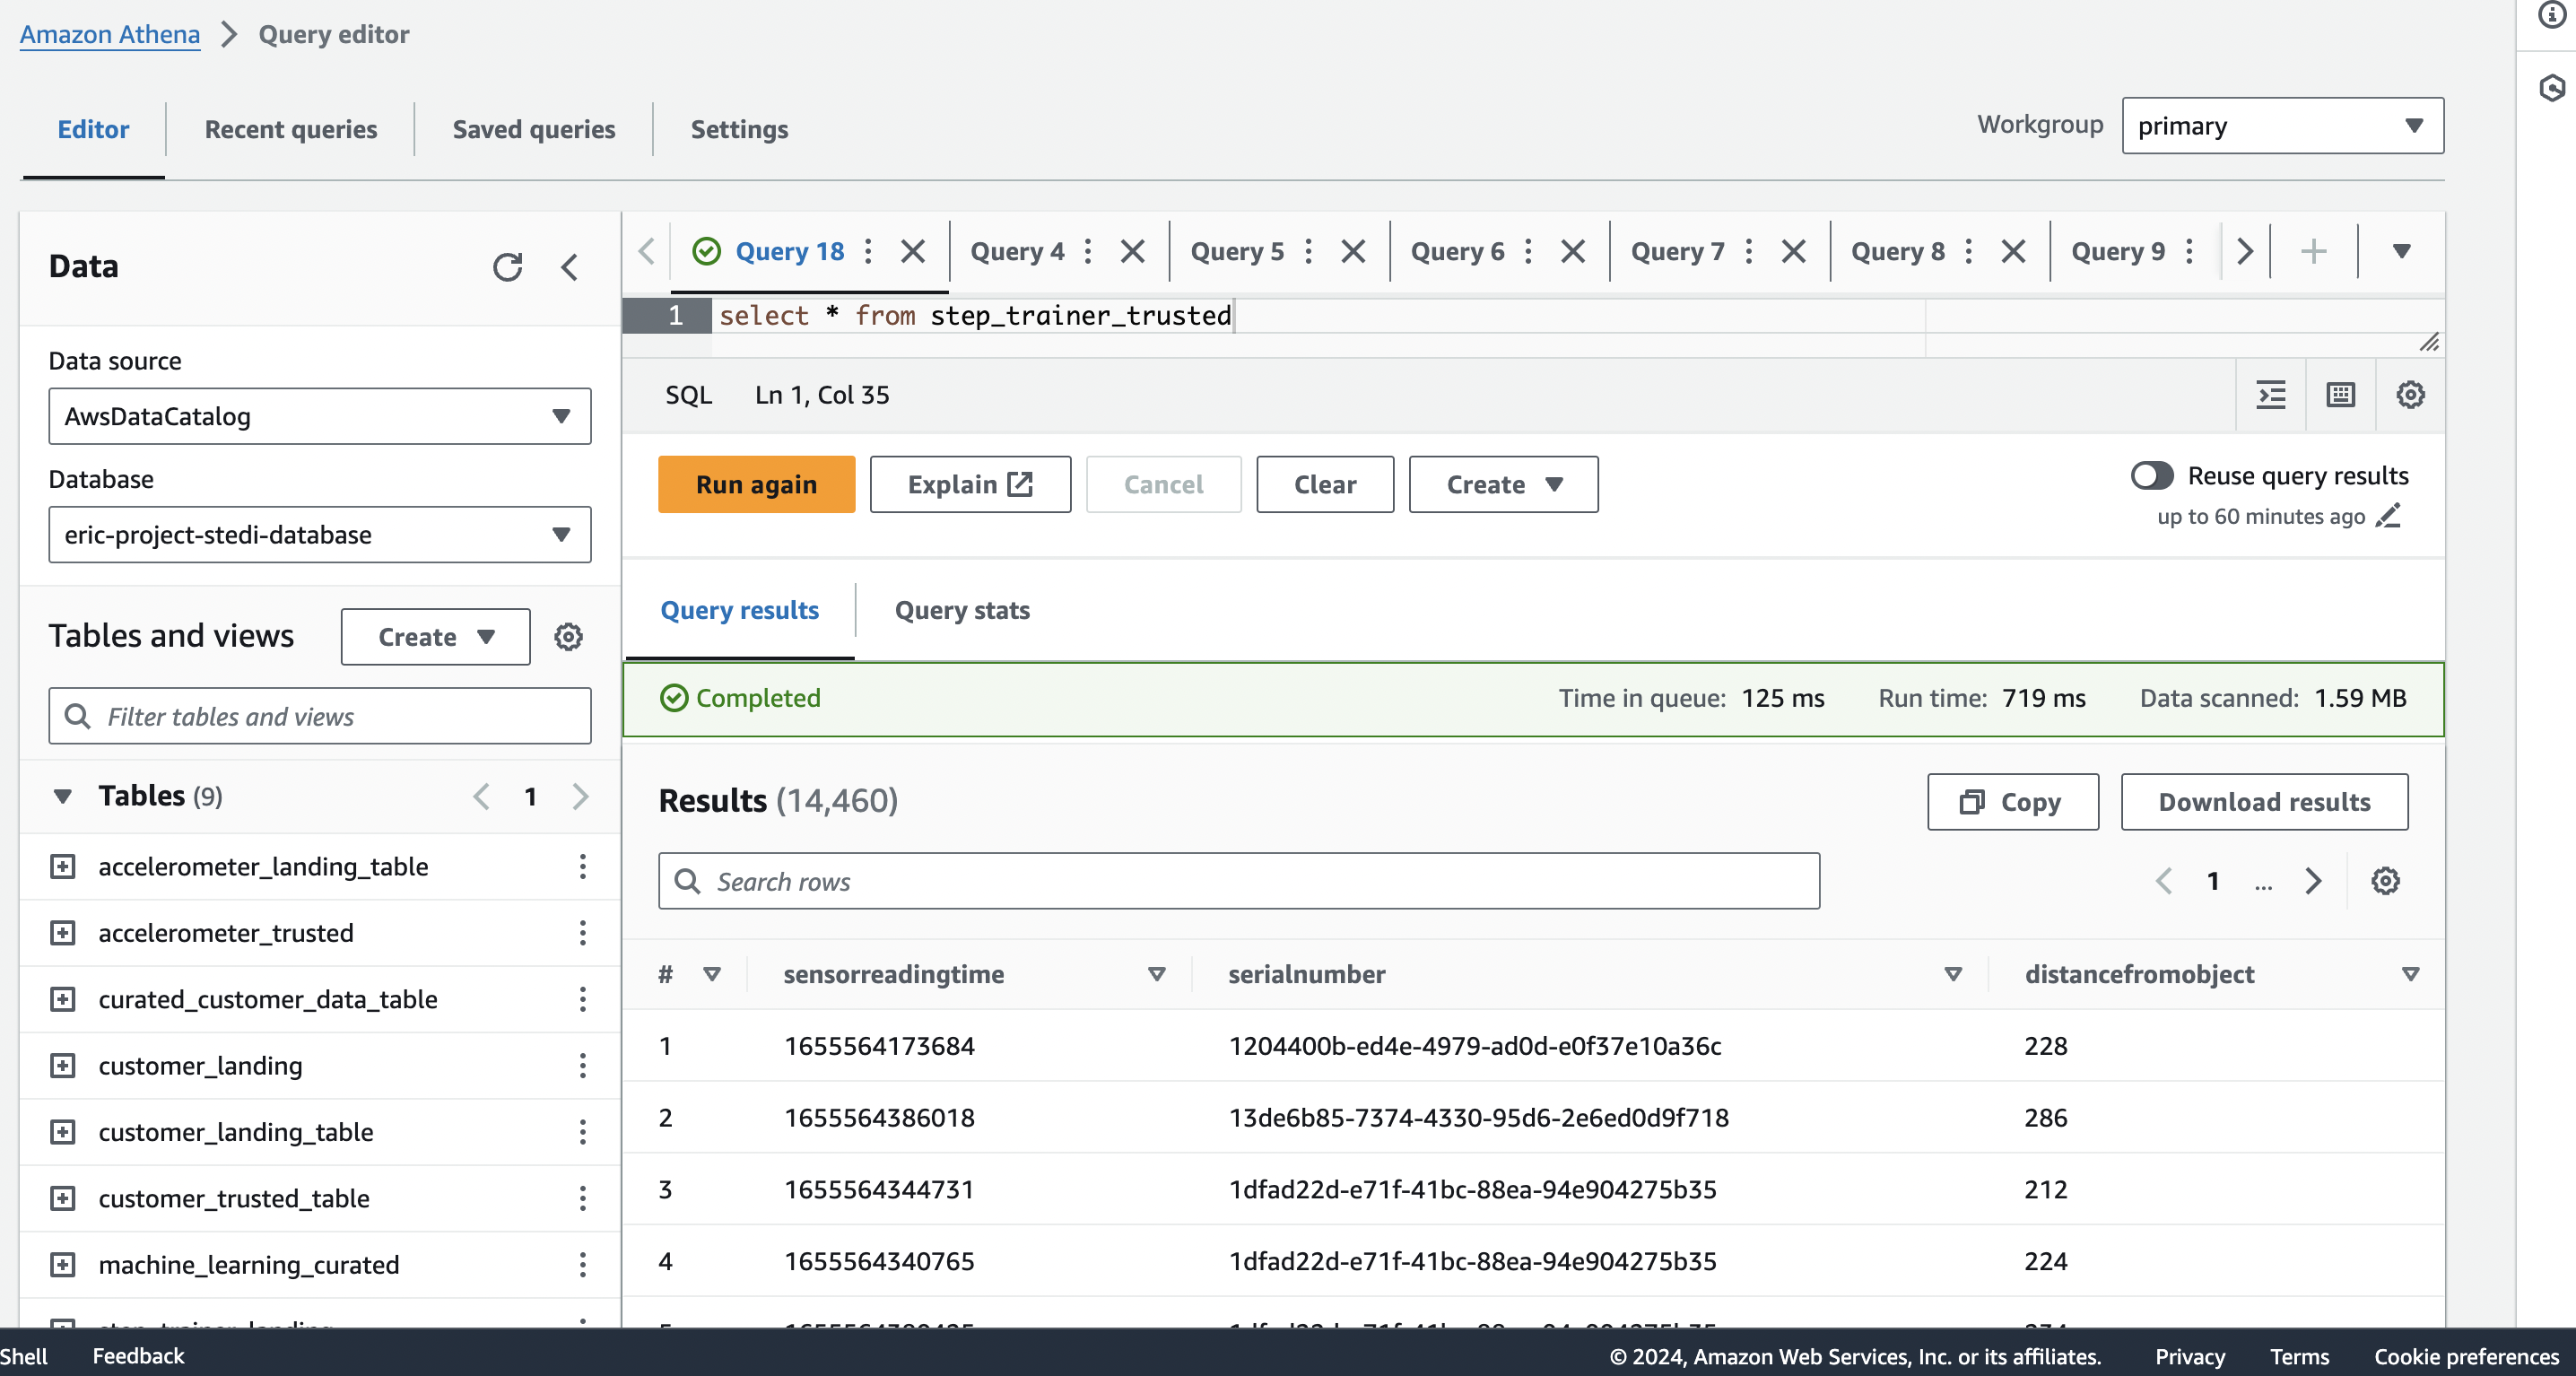 Amazon Athena > Query editor
Editor Recent queries Saved queries Settings
Workgroup primary
Data
Data source
AwsDataCatalog
Database
eric-project-stedi-database
Tables and views Create
Filter tables and views
Tables (9) 1
accelerometer_landing_table
accelerometer_trusted
curated_customer_data_table
customer_landing
customer_landing_table
customer_trusted_table
machine_learning_curated
step_trainer_landing
Query 18 Query 4 Query 5 Query 6 Query 7 Query 8 Query 9
1 select * from step_trainer_trusted
SQL Ln 1, Col 35
Run again Explain Cancel Clear Create
Reuse query results
up to 60 minutes ago
Query results Query stats
Completed Time in queue: 125 ms Run time: 719 ms Data scanned: 1.59 MB
Results (14,460) Copy Download results
Search rows 1 ...
# sensorreadingtime serialnumber distancefromobject
1 1655564173684 1204400b-ed4e-4979-ad0d-e0f37e10a36c 228
2 1655564386018 13de6b85-7374-4330-95d6-2e6ed0d9f718 286
3 1655564344731 1dfad22d-e71f-41bc-88ea-94e904275b35 212
4 1655564340765 1dfad22d-e71f-41bc-88ea-94e904275b35 224
Shell Feedback © 2024, Amazon Web Services, Inc. or its affiliates. Privacy Terms Cookie preferences